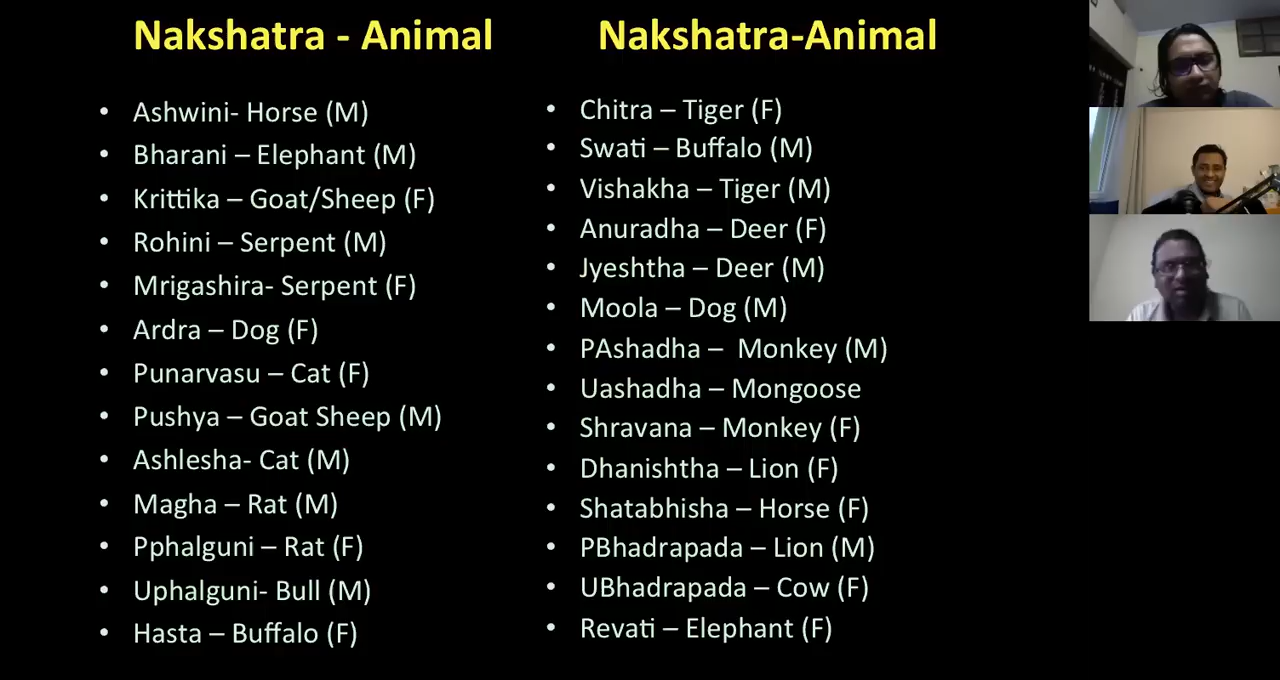 Nakshatra - Animal
• Ashwini- Horse (M)
• Bharani – Elephant (M)
• Krittika – Goat/Sheep (F)
• Rohini – Serpent (M)
• Mrigashira- Serpent (F)
• Ardra – Dog (F)
• Punarvasu – Cat (F)
• Pushya – Goat Sheep (M)
• Ashlesha- Cat (M)
• Magha – Rat (M)
• Pphalguni – Rat (F)
• Uphalguni- Bull (M)
• Hasta – Buffalo (F)
Nakshatra-Animal
• Chitra – Tiger (F)
• Swati – Buffalo (M)
• Vishakha – Tiger (M)
• Anuradha – Deer (F)
• Jyeshtha – Deer (M)
• Moola – Dog (M)
• PAshadha – Monkey (M)
• Uashadha – Mongoose
• Shravana – Monkey (F)
• Dhanishtha – Lion (F)
• Shatabhisha – Horse (F)
• PBhadrapada – Lion (M)
• UBhadrapada – Cow (F)
• Revati – Elephant (F)